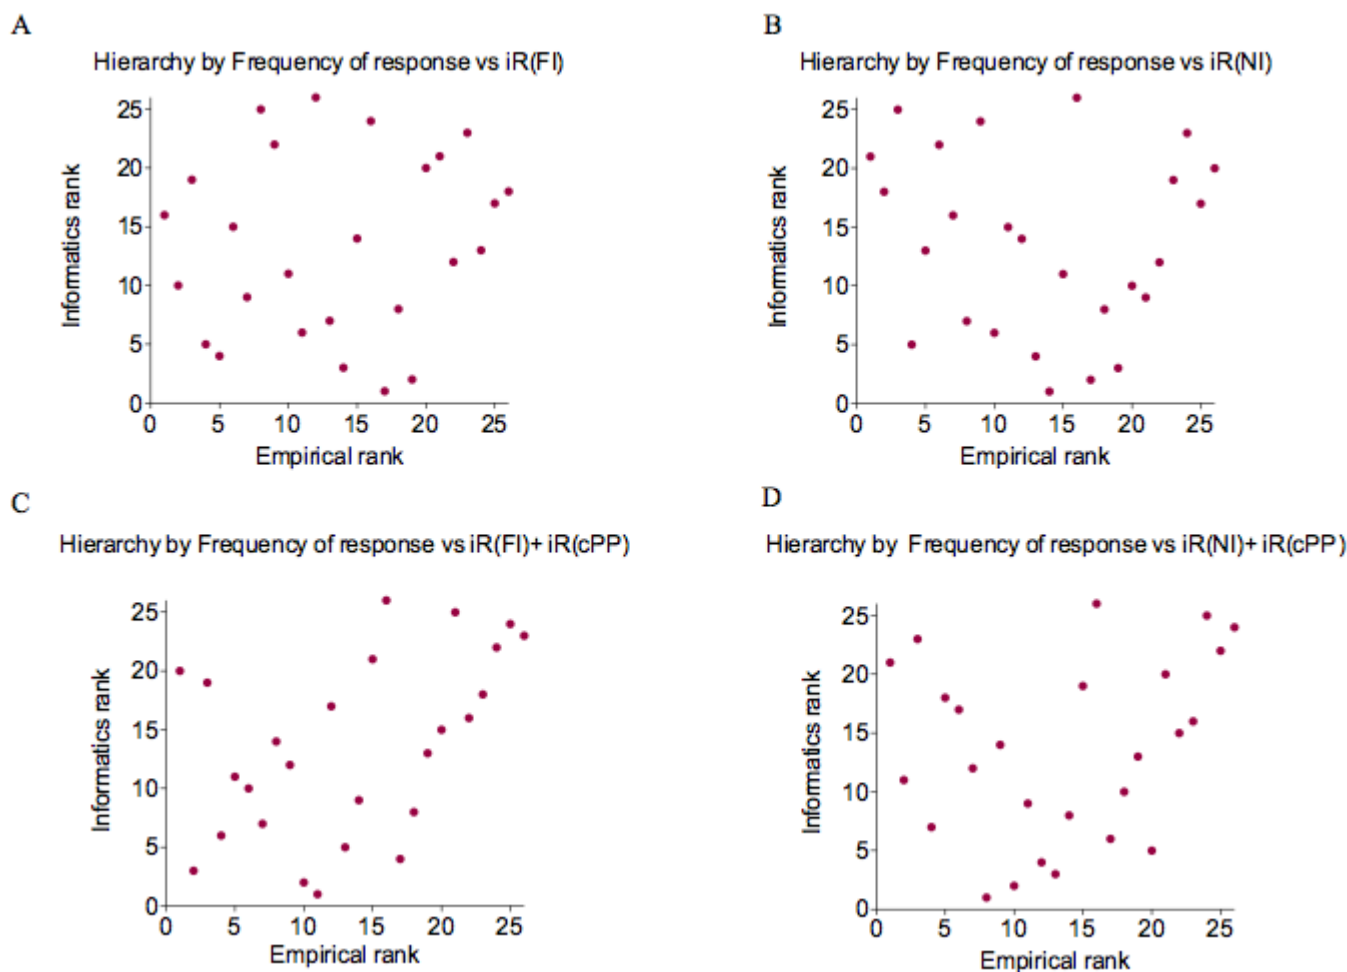 A
Hierarchy by Frequency of response vs iR(FI)
Informatics rank
25
20
15
10
5
0
0 5 10 15 20 25
Empirical rank
B
Hierarchy by Frequency of response vs iR(NI)
Informatics rank
25
20
15
10
5
0
0 5 10 15 20 25
Empirical rank
C
Hierarchy by Frequency of response vs iR(FI)+ iR(cPP)
Informatics rank
25
20
15
10
5
0
0 5 10 15 20 25
Empirical rank
D
Hierarchy by Frequency of response vs iR(NI)+ iR(cPP)
Informatics rank
25
20
15
10
5
0
0 5 10 15 20 25
Empirical rank